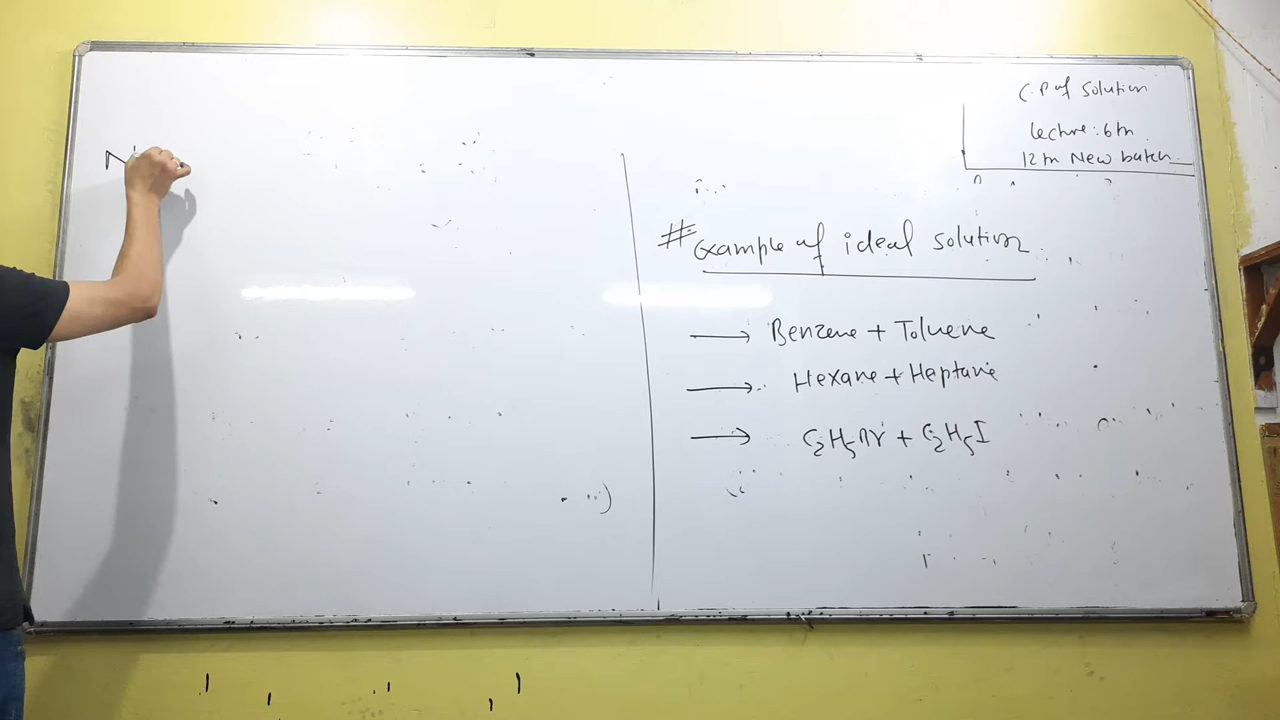 C.P of Solution
Lecture: 6th
12th New batch
# Example of ideal solution
→ Benzene + Toluene
→ Hexane + Heptane
→ C₂H₅Br + C₂H₅I